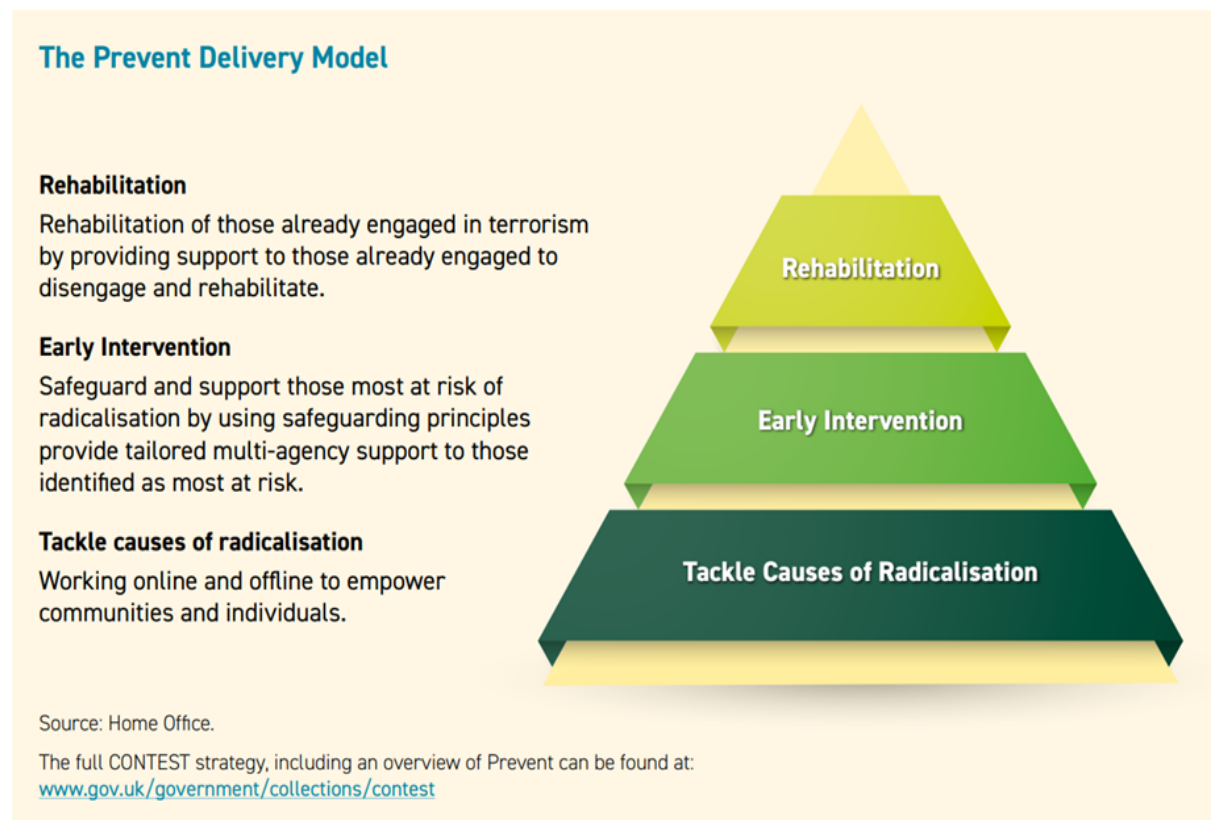 The Prevent Delivery Model
Rehabilitation
Rehabilitation of those already engaged in terrorism
by providing support to those already engaged to
disengage and rehabilitate.
Early Intervention
Safeguard and support those most at risk of
radicalisation by using safeguarding principles
provide tailored multi-agency support to those
identified as most at risk.
Tackle causes of radicalisation
Working online and offline to empower
communities and individuals.
Rehabilitation
Early Intervention
Tackle Causes of Radicalisation
Source: Home Office.
The full CONTEST strategy, including an overview of Prevent can be found at:
www.gov.uk/government/collections/contest